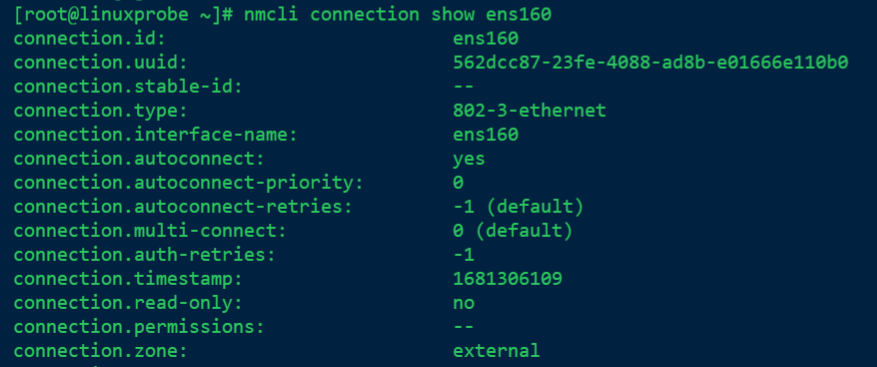 [root@linuxprobe ~]# nmcli connection show ens160
connection.id: ens160
connection.uuid: 562dcc87-23fe-4088-ad8b-e01666e110b0
connection.stable-id: --
connection.type: 802-3-ethernet
connection.interface-name: ens160
connection.autoconnect: yes
connection.autoconnect-priority: 0
connection.autoconnect-retries: -1 (default)
connection.multi-connect: 0 (default)
connection.auth-retries: -1
connection.timestamp: 1681306109
connection.read-only: no
connection.permissions: --
connection.zone: external